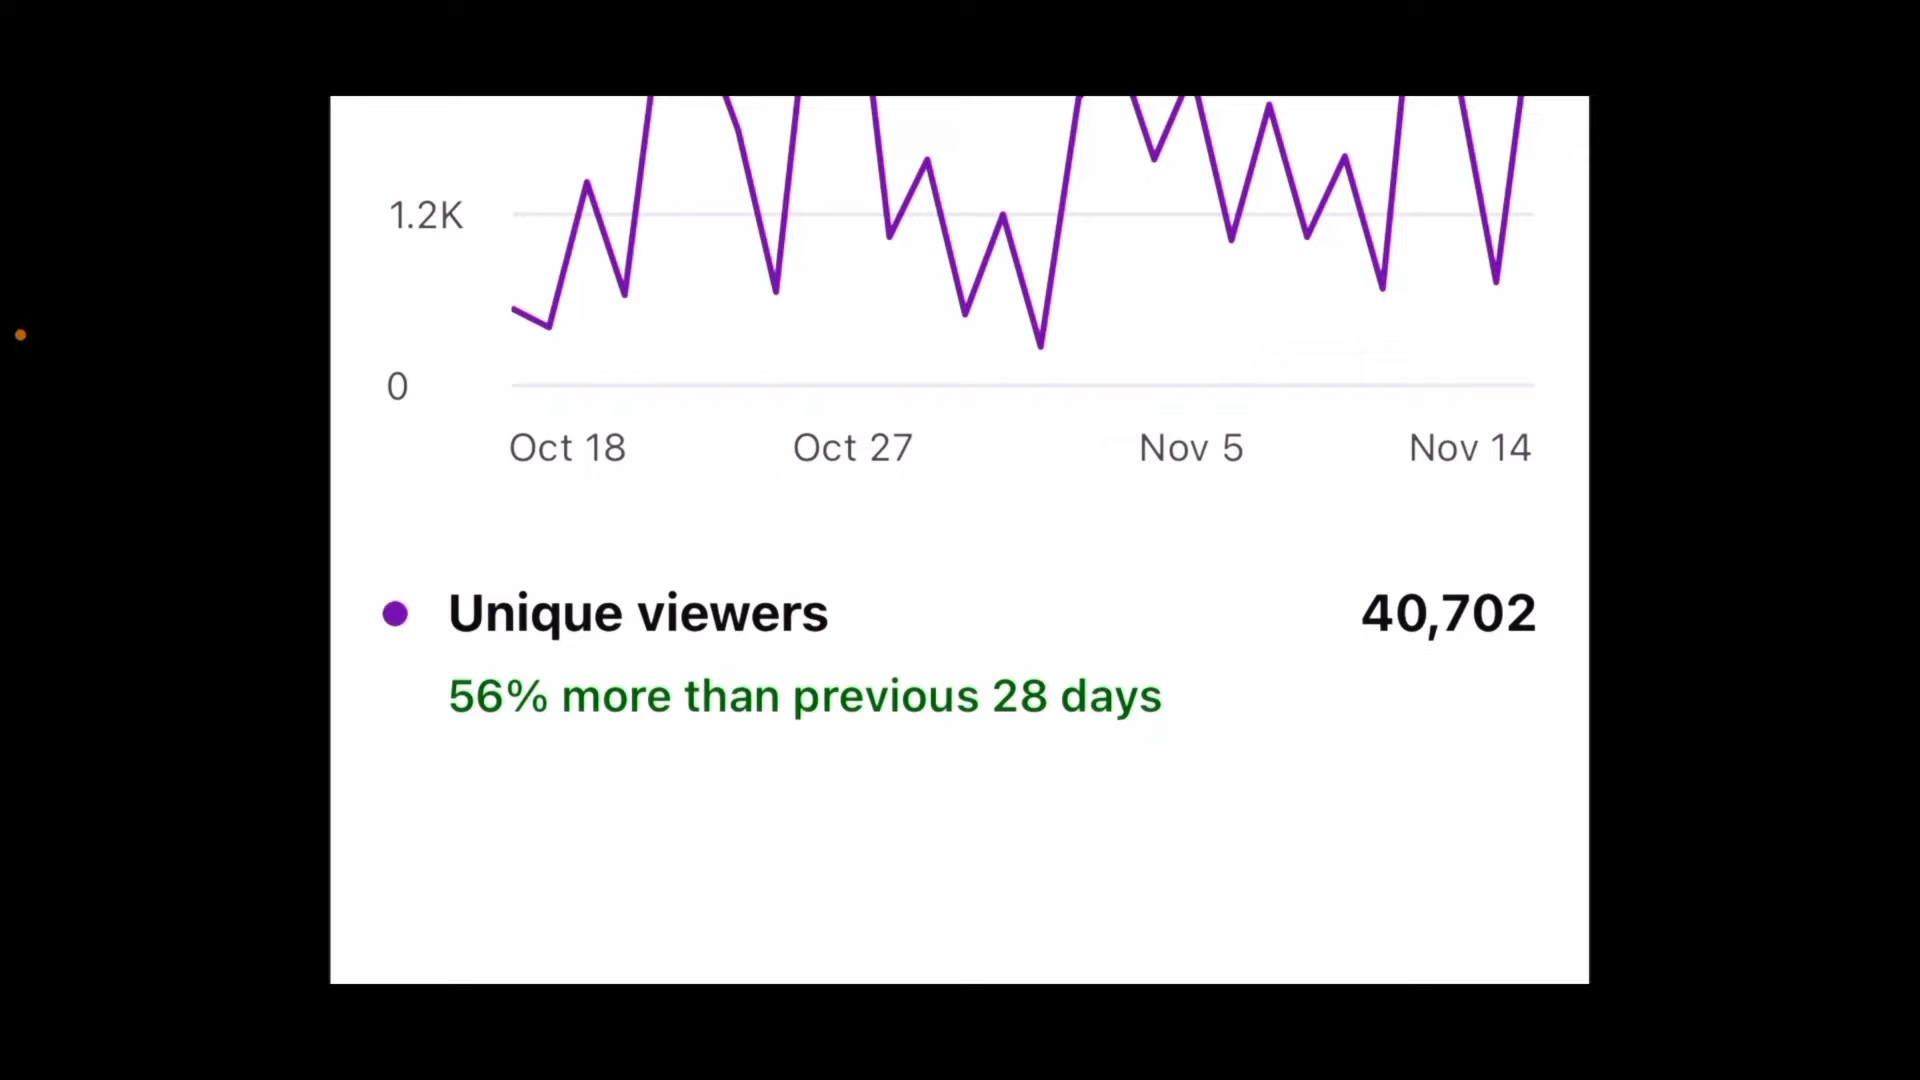 1.2K
0
Oct 18 Oct 27 Nov 5 Nov 14
Unique viewers 40,702
56% more than previous 28 days